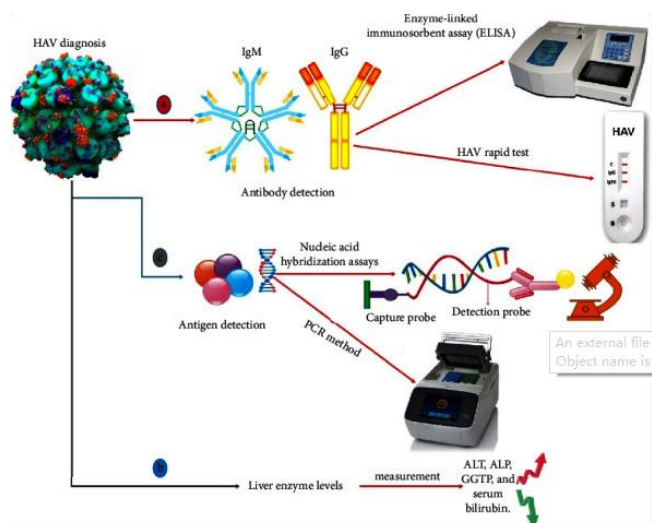 HAV diagnosis
IgM
IgG
Enzyme-linked
immunosorbent assay (ELISA)
a
Antibody detection
HAV rapid test
HAV
C
IgG
IgM
S
c
Nucleic acid
hybridization assays
Antigen detection
Capture probe
Detection probe
PCR method
An external file
Object name is
b
Liver enzyme levels
measurement
ALT, ALP,
GGTP, and
serum
bilirubin.